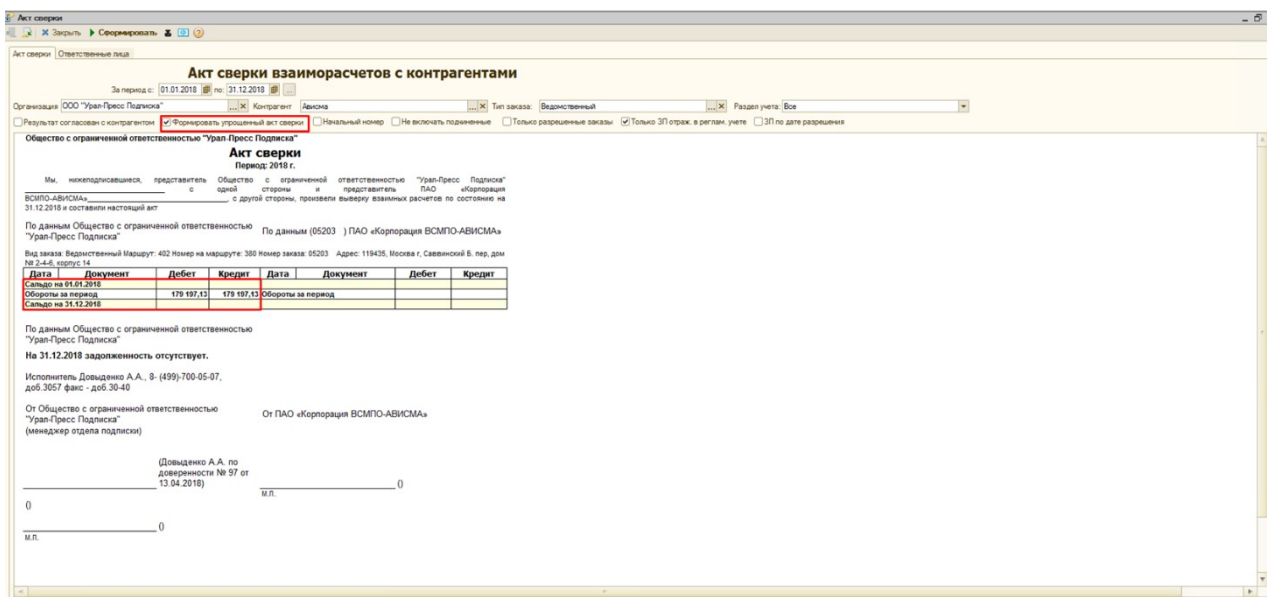 Акт сверки
Закрыть Сформировать
Акт сверки Ответственные лица
Акт сверки взаиморасчетов с контрагентами
За период с: 01.01.2018 по: 31.12.2018 ...
Организация ООО "Урал-Пресс Подписка" ... X Контрагент Ависма ... X Тип заказа: Ведомственный ... X Раздел учета: Все
Результат согласован с контрагентом Формировать упрощенный акт сверки Начальный номер Не включать подчиненные Только разрешенные заказы Только ЗП отраж. в реглам. учете ЗП по дате разрешения
Общество с ограниченной ответственностью "Урал-Пресс Подписка"
Акт сверки
Период: 2018 г.
Мы, нижеподписавшиеся, представитель Общество с ограниченной ответственностью "Урал-Пресс Подписка"
с одной стороны и представитель ПАО «Корпорация
ВСМПО-АВИСМА» , с другой стороны, произвели выверку взаимных расчетов по состоянию на
31.12.2018 и составили настоящий акт
По данным Общество с ограниченной ответственностью
"Урал-Пресс Подписка"
По данным (05203 ) ПАО «Корпорация ВСМПО-АВИСМА»
Вид заказа: Ведомственный Маршрут: 402 Номер на маршруте: 380 Номер заказа: 05203 Адрес: 119435, Москва г, Саввинский Б. пер, дом
№ 2-4-6, корпус 14
Дата Документ Дебет Кредит Дата Документ Дебет Кредит
Сальдо на 01.01.2018
Обороты за период 179 197,13 179 197,13 Обороты за период
Сальдо на 31.12.2018
По данным Общество с ограниченной ответственностью
"Урал-Пресс Подписка"
На 31.12.2018 задолженность отсутствует.
Исполнитель Довыденко А.А., 8- (499)-700-05-07,
доб.3057 факс - доб.30-40
От Общество с ограниченной ответственностью
"Урал-Пресс Подписка"
(менеджер отдела подписки)
От ПАО «Корпорация ВСМПО-АВИСМА»
(Довыденко А.А. по
доверенности № 97 от
13.04.2018)
()
М.П.
()
()
М.П.